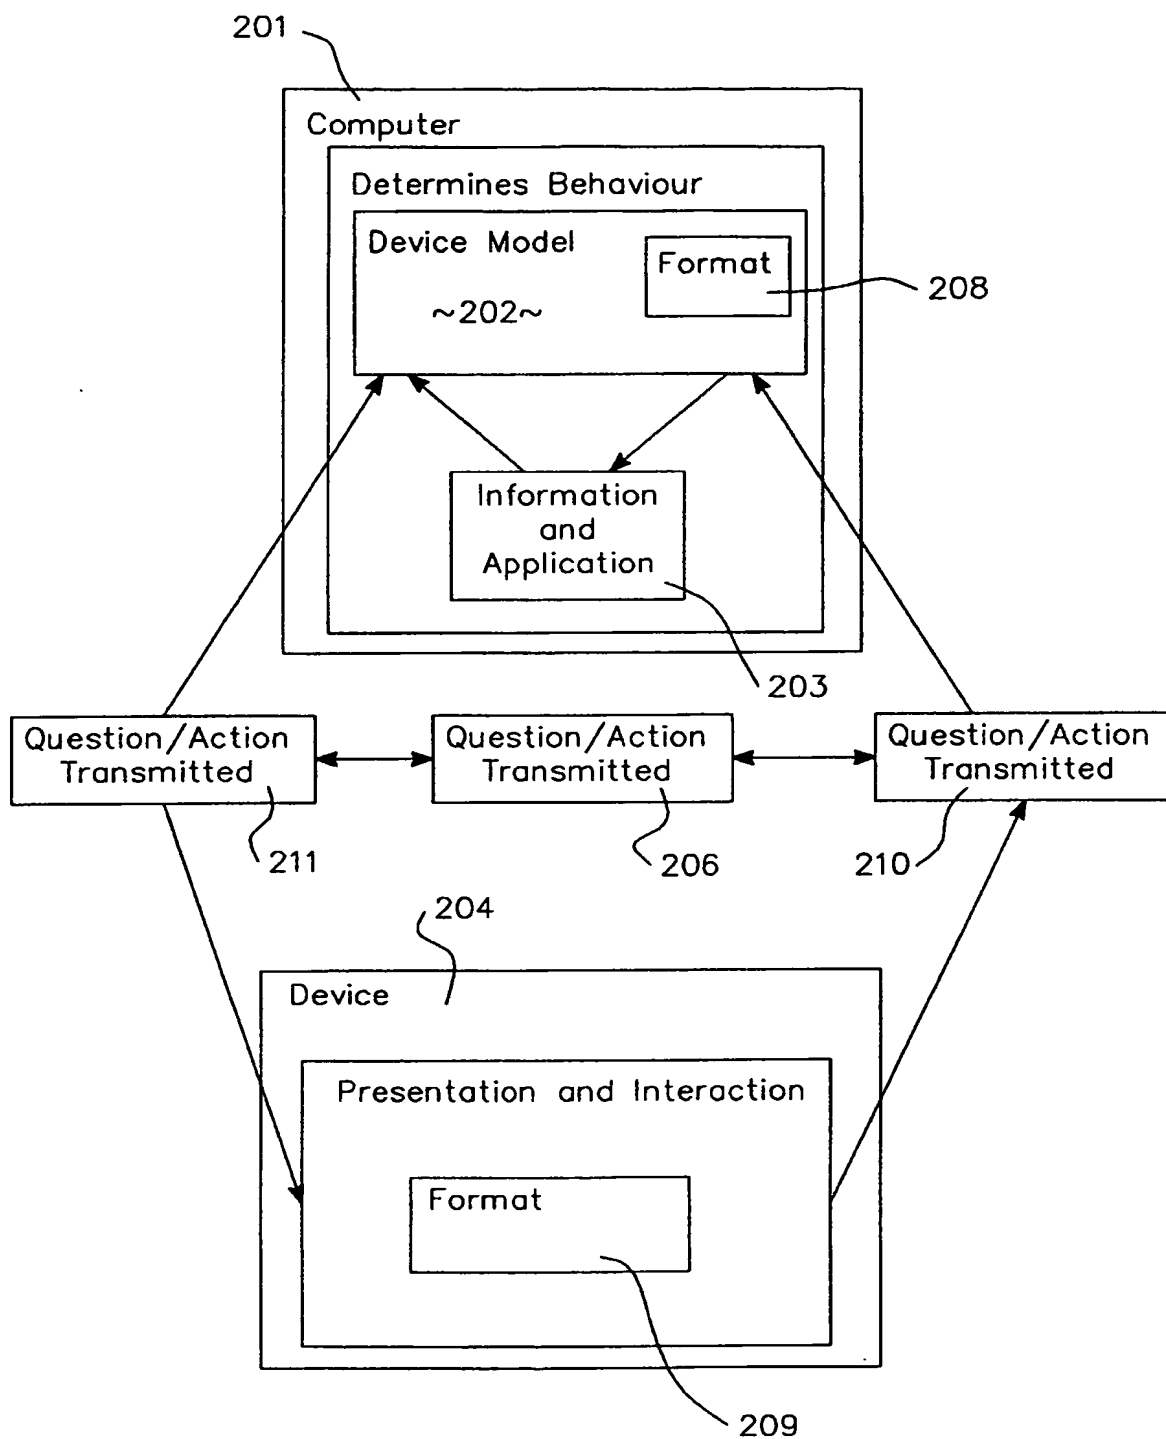 201
Computer
Determines Behaviour
Device Model
Format
208
~202~
Information
and
Application
203
Question/Action
Transmitted
211
Question/Action
Transmitted
206
Question/Action
Transmitted
210
204
Device
Presentation and Interaction
Format
209